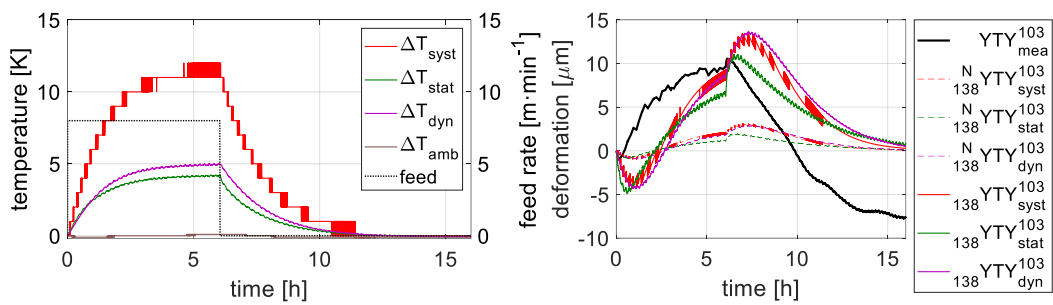 temperature [K]
15
10
5
0
0
5
10
15
time [h]
15
10
5
0
feed rate [m·min⁻¹]
ΔT_syst
ΔT_stat
ΔT_dyn
ΔT_amb
feed
deformation [μm]
15
10
5
0
-5
-10
0
5
10
15
time [h]
YTY^103_mea
^N_138YTY^103_syst
^N_138YTY^103_stat
^N_138YTY^103_dyn
_138YTY^103_syst
_138YTY^103_stat
_138YTY^103_dyn